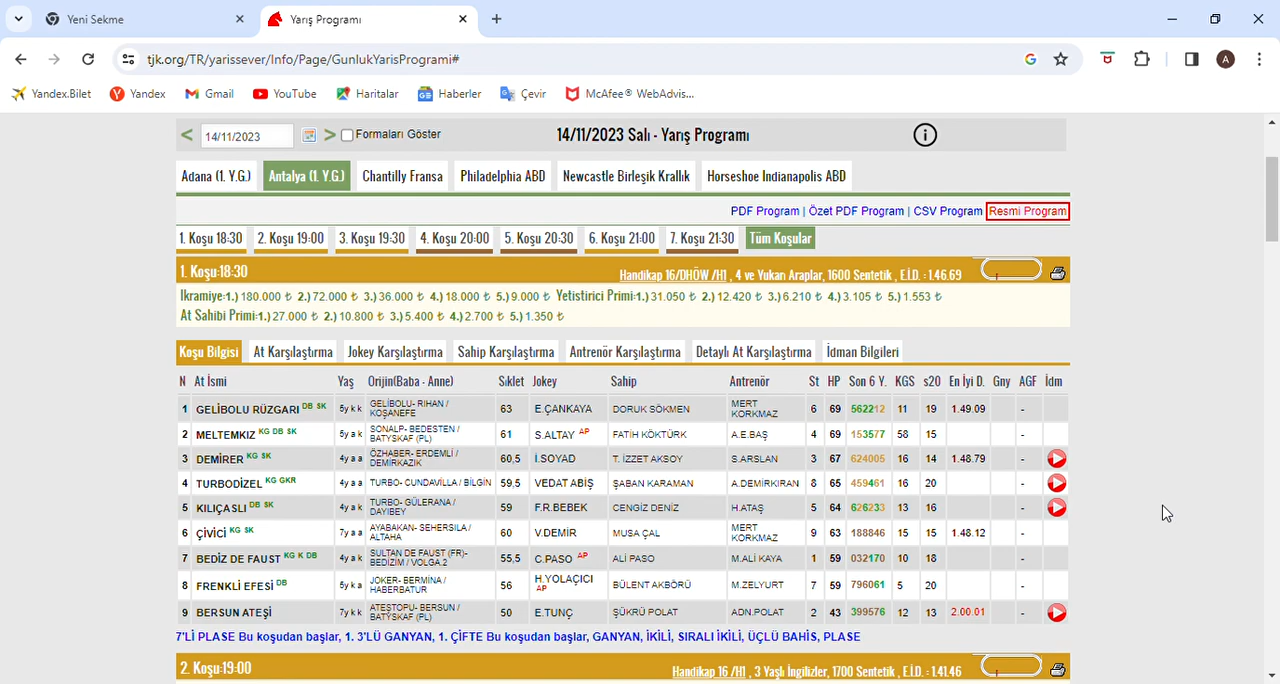 Yeni Sekme
Yarış Programı
tjk.org/TR/yarissever/Info/Page/GunlukYarisProgrami#
A
Yandex.Bilet Yandex Gmail YouTube Haritalar Haberler Çevir McAfee® WebAdvis...
14/11/2023 Formaları Göster 14/11/2023 Salı - Yarış Programı
Adana (1. Y.G.) Antalya (1. Y.G.) Chantilly Fransa Philadelphia ABD Newcastle Birleşik Krallık Horseshoe Indianapolis ABD
PDF Program | Özet PDF Program | CSV Program Resmi Program
1. Koşu 18:30 2. Koşu 19:00 3. Koşu 19:30 4. Koşu 20:00 5. Koşu 20:30 6. Koşu 21:00 7. Koşu 21:30 Tüm Koşular
1. Koşu:18:30 Handikap 16/DHÖW /H1 , 4 ve Yukarı Araplar, 1600 Sentetik , E.İ.D. : 1.46.69
Ikramiye:1.) 180.000 ₺ 2.) 72.000 ₺ 3.) 36.000 ₺ 4.) 18.000 ₺ 5.) 9.000 ₺ Yetistirici Primi:1.) 31.050 ₺ 2.) 12.420 ₺ 3.) 6.210 ₺ 4.) 3.105 ₺ 5.) 1.553 ₺
At Sahibi Primi:1.) 27.000 ₺ 2.) 10.800 ₺ 3.) 5.400 ₺ 4.) 2.700 ₺ 5.) 1.350 ₺
Koşu Bilgisi At Karşılaştırma Jokey Karşılaştırma Sahip Karşılaştırma Antrenör Karşılaştırma Detaylı At Karşılaştırma İdman Bilgileri
N At İsmi Yaş Orijin(Baba - Anne) Sıklet Jokey Sahip Antrenör St HP Son 6 Y. KGS s20 En İyi D. Gny AGF İdm
1 GELİBOLU RÜZGARI DB SK 5y k k GELİBOLU- RIHAN / KOŞANEFE 63 E.ÇANKAYA DORUK SÖKMEN MERT KORKMAZ 6 69 562212 11 19 1.49.09 -
2 MELTEMKIZ KG DB SK 5y a k SONALP- BEDESTEN / BATYSKAF (PL) 61 S.ALTAY AP FATİH KÖKTÜRK A.E.BAŞ 4 69 153577 58 15 -
3 DEMİRER KG SK 4y a a ÖZHABER- ERDEMLİ / DEMİRKAZIK 60,5 İ.SOYAD T. İZZET AKSOY S.ARSLAN 3 67 624005 16 14 1.48.79 -
4 TURBODİZEL KG GKR 4y a a TURBO- CUNDAVİLLA / BİLGİN 59,5 VEDAT ABİŞ ŞABAN KARAMAN A.DEMİRKIRAN 8 65 459461 16 20 -
5 KILIÇASLI DB SK 4y a k TURBO- GÜLERANA / DAYIBEY 59 F.R.BEBEK CENGİZ DENİZ H.ATAŞ 5 64 626233 13 16 -
6 ÇİVİCİ KG SK 7y a a AYABAKAN- SEHERSILA / ALTAHA 60 V.DEMİR MUSA ÇAL MERT KORKMAZ 9 63 188846 15 15 1.48.12 -
7 BEDİZ DE FAUST KG K DB 4y a k SULTAN DE FAUST (FR)- BEDİZIM / VOLGA.2 55,5 C.PASO AP ALİ PASO M.ALİ KAYA 1 59 032170 10 18 -
8 FRENKLİ EFESİ DB 5y k a JOKER- BERMİNA / HABERBATUR 56 H.YOLAÇICI AP BÜLENT AKBÖRÜ M.ZELYURT 7 59 796061 5 20 -
9 BERSUN ATEŞİ 7y k k ATEŞTOPU- BERSUN / BATYSKAF (PL) 50 E.TUNÇ ŞÜKRÜ POLAT ADN.POLAT 2 43 399576 12 13 2.00.01 -
7'Lİ PLASE Bu koşudan başlar, 1. 3'LÜ GANYAN, 1. ÇİFTE Bu koşudan başlar, GANYAN, İKİLİ, SIRALI İKİLİ, ÜÇLÜ BAHİS, PLASE
2. Koşu:19:00 Handikap 16 /H1 , 3 Yaşlı İngilizler, 1700 Sentetik , E.İ.D. : 1.41.46